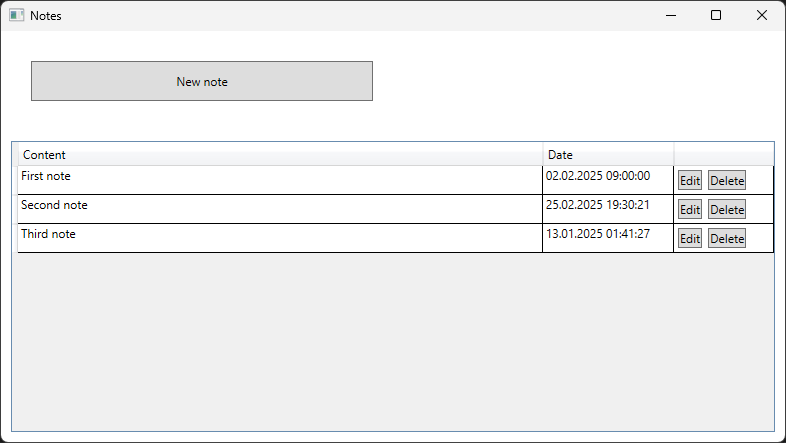 Notes
New note
Content Date
First note 02.02.2025 09:00:00 Edit Delete
Second note 25.02.2025 19:30:21 Edit Delete
Third note 13.01.2025 01:41:27 Edit Delete